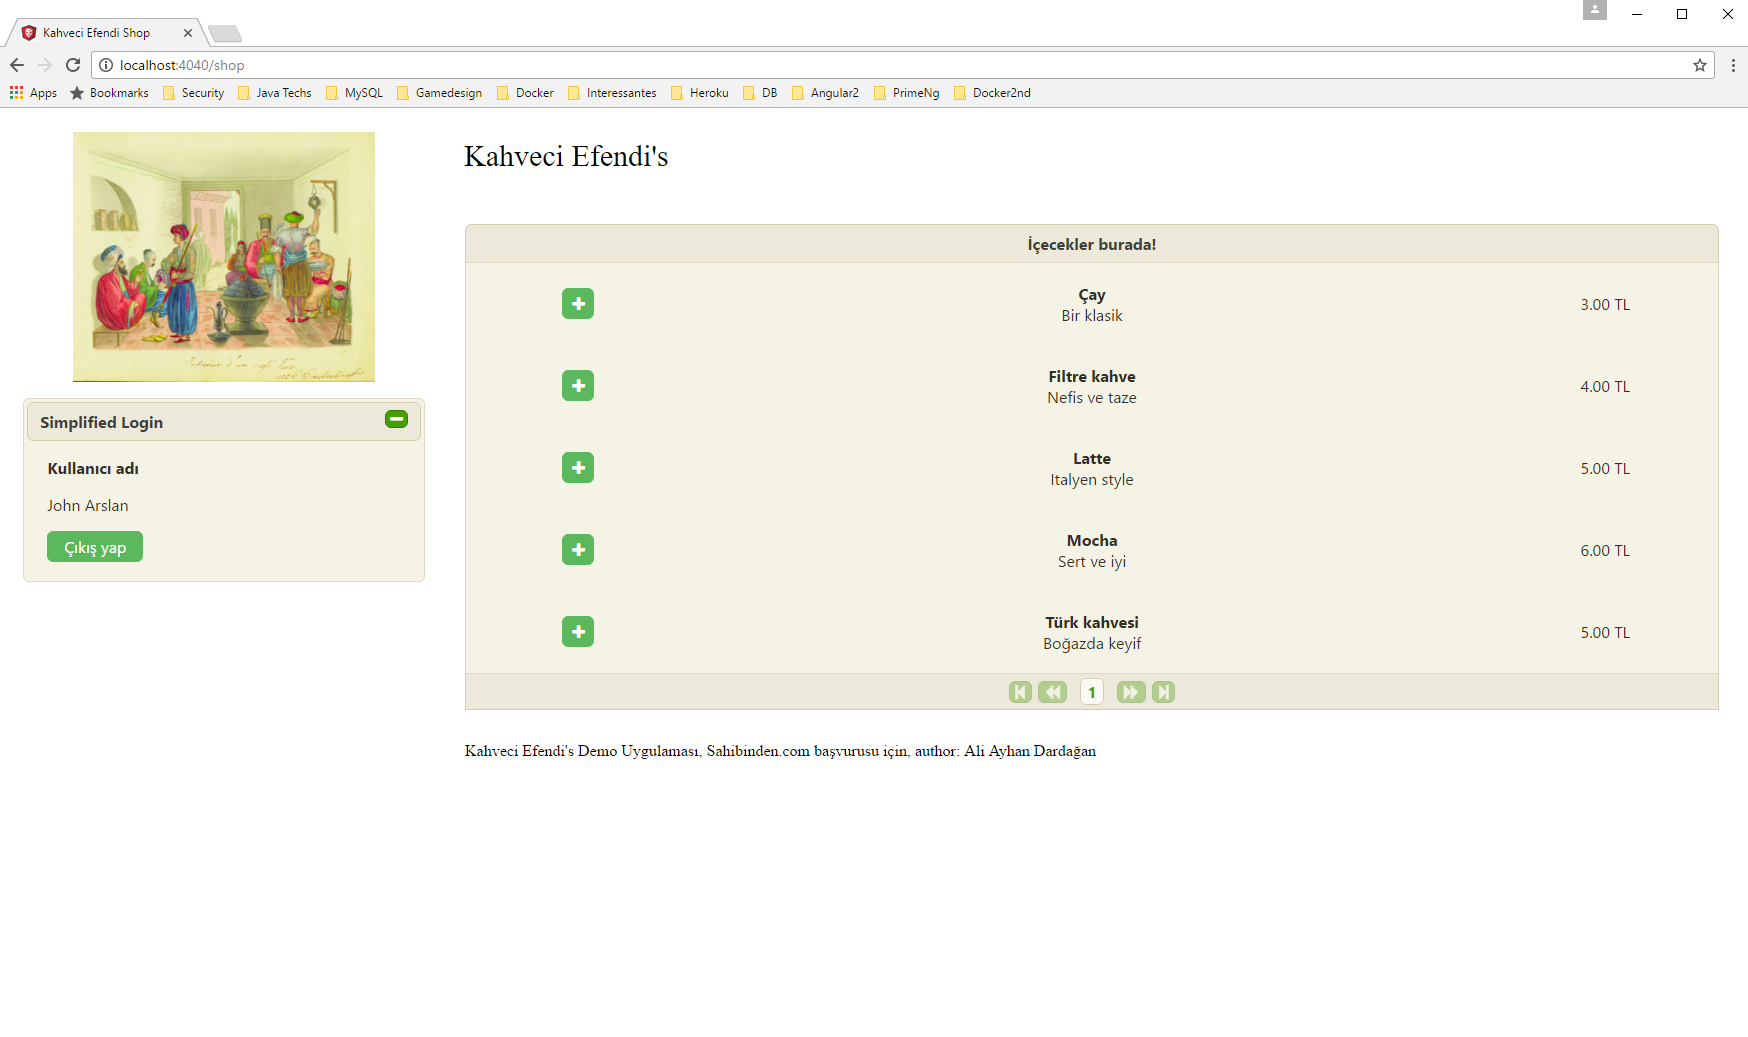 Kahveci Efendi Shop
localhost:4040/shop
Apps Bookmarks Security Java Techs MySQL Gamedesign Docker Interessantes Heroku DB Angular2 PrimeNg Docker2nd
Kahveci Efendi's
Simplified Login
Kullanıcı adı
John Arslan
Çıkış yap
İçecekler burada!
Çay
Bir klasik
3.00 TL
Filtre kahve
Nefis ve taze
4.00 TL
Latte
Italyen style
5.00 TL
Mocha
Sert ve iyi
6.00 TL
Türk kahvesi
Boğazda keyif
5.00 TL
1
Kahveci Efendi's Demo Uygulaması, Sahibinden.com başvurusu için, author: Ali Ayhan Dardağan